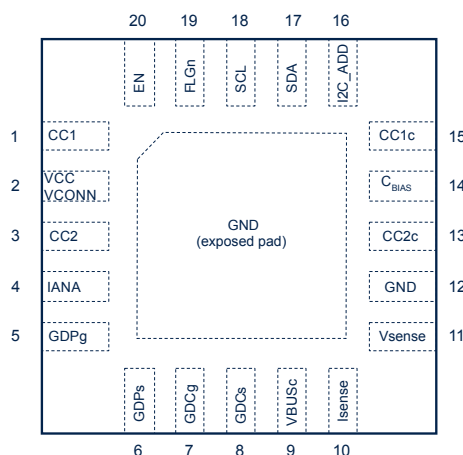 20 19 18 17 16
EN FLGn SCL SDA I2C_ADD
1 CC1
2 VCC
VCONN
3 CC2
4 IANA
5 GDPg
GND
(exposed pad)
CC1c 15
CBIAS 14
CC2c 13
GND 12
Vsense 11
GDPs GDCg GDCs VBUSc Isense
6 7 8 9 10